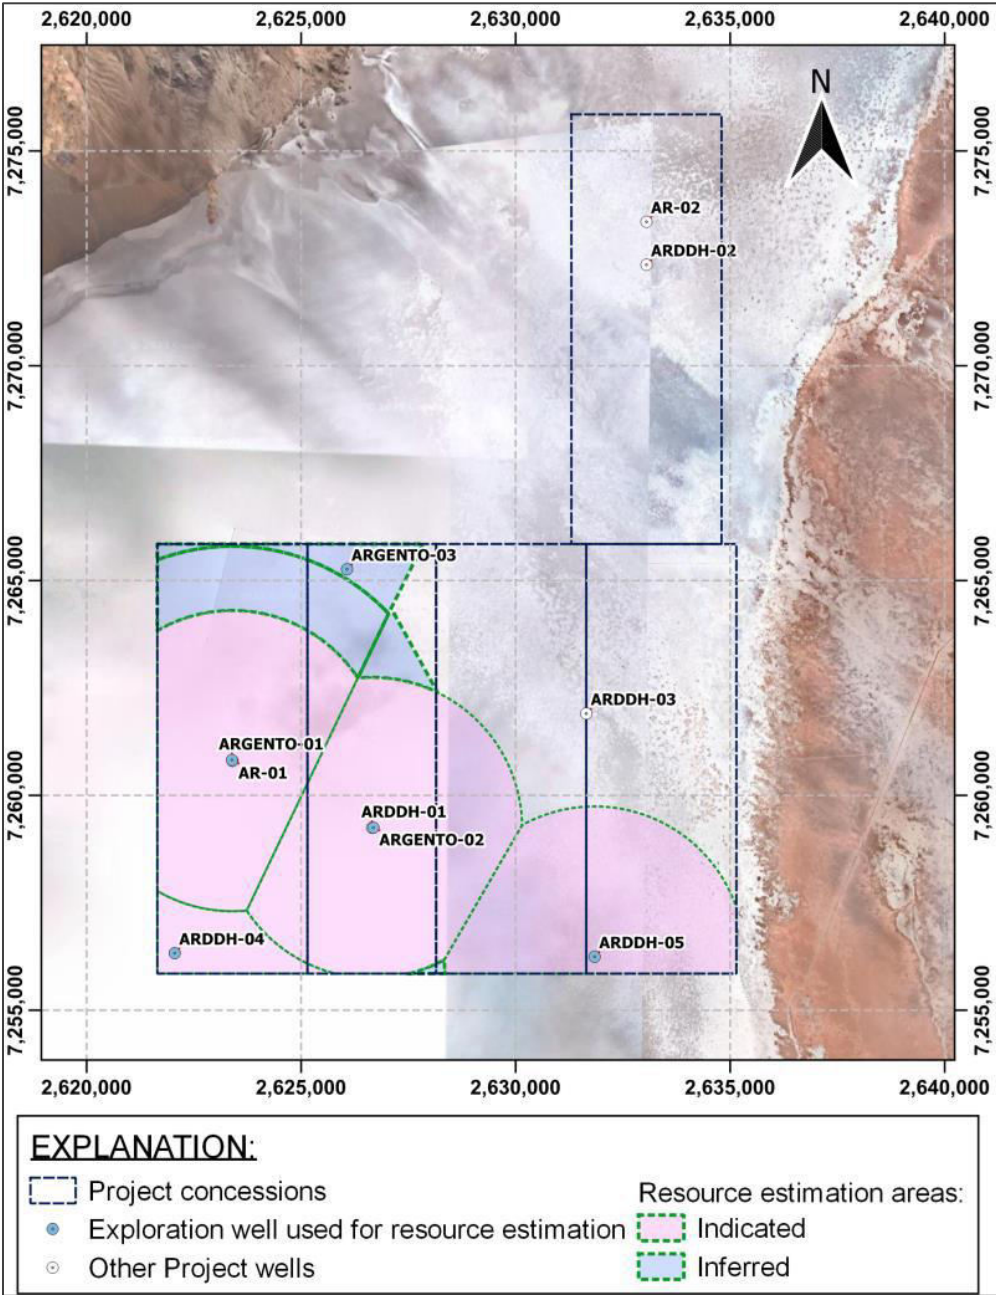 2,620,000 2,625,000 2,630,000 2,635,000 2,640,000
N
7,275,000 7,275,000
AR-02
ARDDH-02
7,270,000 7,270,000
ARGENTO-03
7,265,000 7,265,000
ARDDH-03
ARGENTO-01
AR-01
7,260,000 7,260,000
ARDDH-01
ARGENTO-02
ARDDH-04
ARDDH-05
7,255,000 7,255,000
2,620,000 2,625,000 2,630,000 2,635,000 2,640,000
EXPLANATION:
Project concessions
Exploration well used for resource estimation
Other Project wells
Resource estimation areas:
Indicated
Inferred